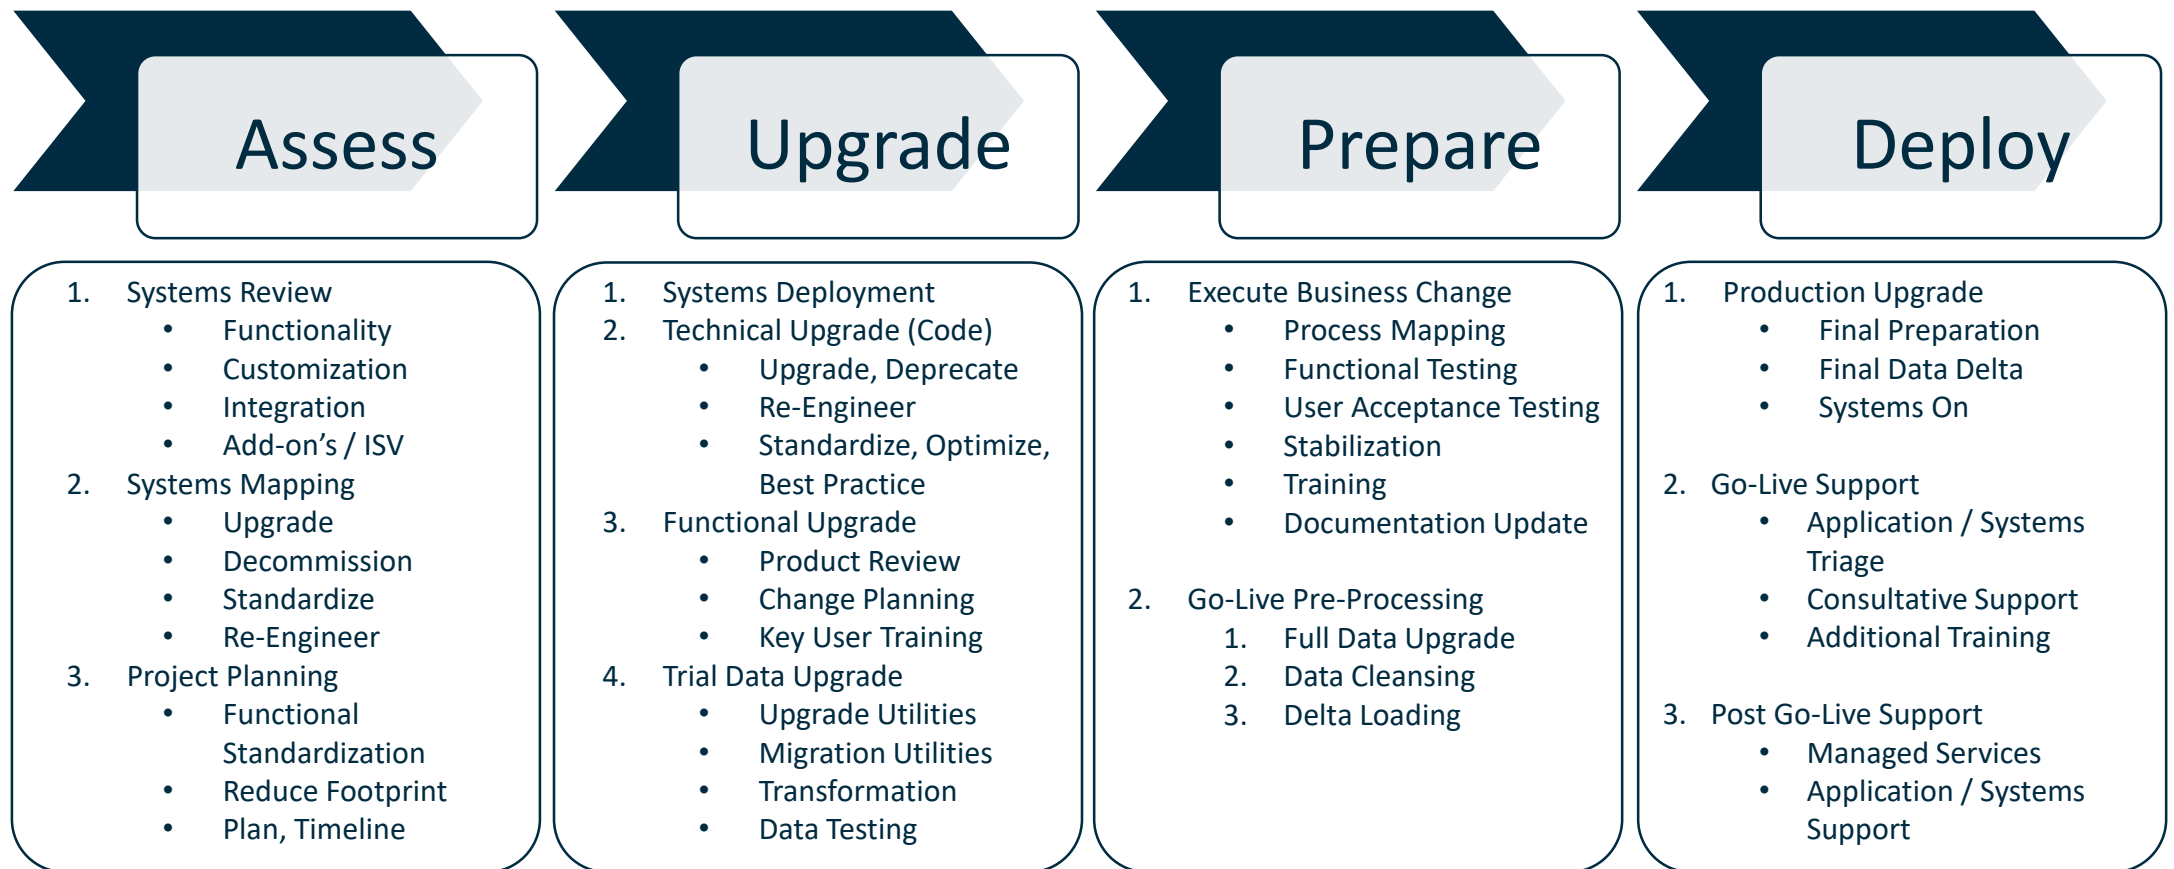 Assess
1. Systems Review
• Functionality
• Customization
• Integration
• Add-on’s / ISV
2. Systems Mapping
• Upgrade
• Decommission
• Standardize
• Re-Engineer
3. Project Planning
• Functional
Standardization
• Reduce Footprint
• Plan, Timeline
Upgrade
1. Systems Deployment
2. Technical Upgrade (Code)
• Upgrade, Deprecate
• Re-Engineer
• Standardize, Optimize,
Best Practice
3. Functional Upgrade
• Product Review
• Change Planning
• Key User Training
4. Trial Data Upgrade
• Upgrade Utilities
• Migration Utilities
• Transformation
• Data Testing
Prepare
1. Execute Business Change
• Process Mapping
• Functional Testing
• User Acceptance Testing
• Stabilization
• Training
• Documentation Update
2. Go-Live Pre-Processing
1. Full Data Upgrade
2. Data Cleansing
3. Delta Loading
Deploy
1. Production Upgrade
• Final Preparation
• Final Data Delta
• Systems On
2. Go-Live Support
• Application / Systems
Triage
• Consultative Support
• Additional Training
3. Post Go-Live Support
• Managed Services
• Application / Systems
Support